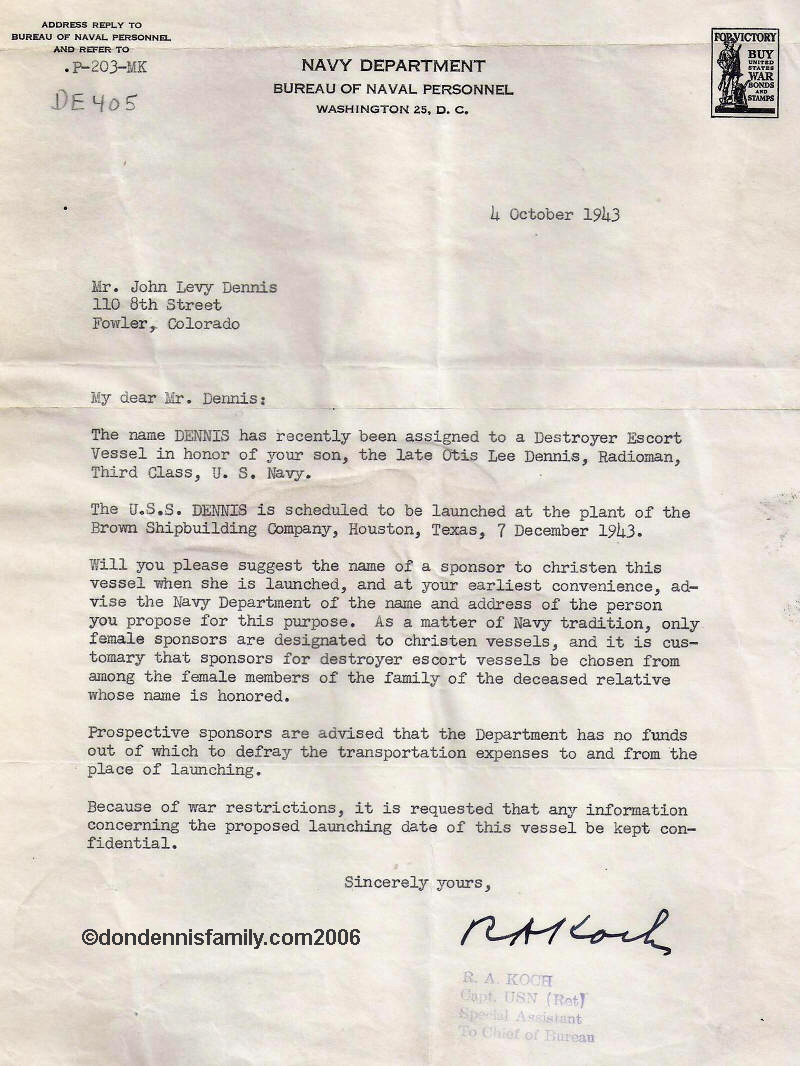 ADDRESS REPLY TO
BUREAU OF NAVAL PERSONNEL
AND REFER TO
.P-203-MK
DE 405
NAVY DEPARTMENT
BUREAU OF NAVAL PERSONNEL
WASHINGTON 25, D. C.
FOR VICTORY
BUY
UNITED
STATES
WAR
BONDS
AND
STAMPS
4 October 1943
Mr. John Levy Dennis
110 8th Street
Fowler, Colorado
My dear Mr. Dennis:
The name DENNIS has recently been assigned to a Destroyer Escort
Vessel in honor of your son, the late Otis Lee Dennis, Radioman,
Third Class, U. S. Navy.
The U.S.S. DENNIS is scheduled to be launched at the plant of the
Brown Shipbuilding Company, Houston, Texas, 7 December 1943.
Will you please suggest the name of a sponsor to christen this
vessel when she is launched, and at your earliest convenience, ad-
vise the Navy Department of the name and address of the person
you propose for this purpose. As a matter of Navy tradition, only
female sponsors are designated to christen vessels, and it is cus-
tomary that sponsors for destroyer escort vessels be chosen from
among the female members of the family of the deceased relative
whose name is honored.
Prospective sponsors are advised that the Department has no funds
out of which to defray the transportation expenses to and from the
place of launching.
Because of war restrictions, it is requested that any information
concerning the proposed launching date of this vessel be kept con-
fidential.
Sincerely yours,
RAKoch
©dondennisfamily.com2006
R. A. KOCH
Capt. USN (Ret)
Special Assistant
To Chief of Bureau